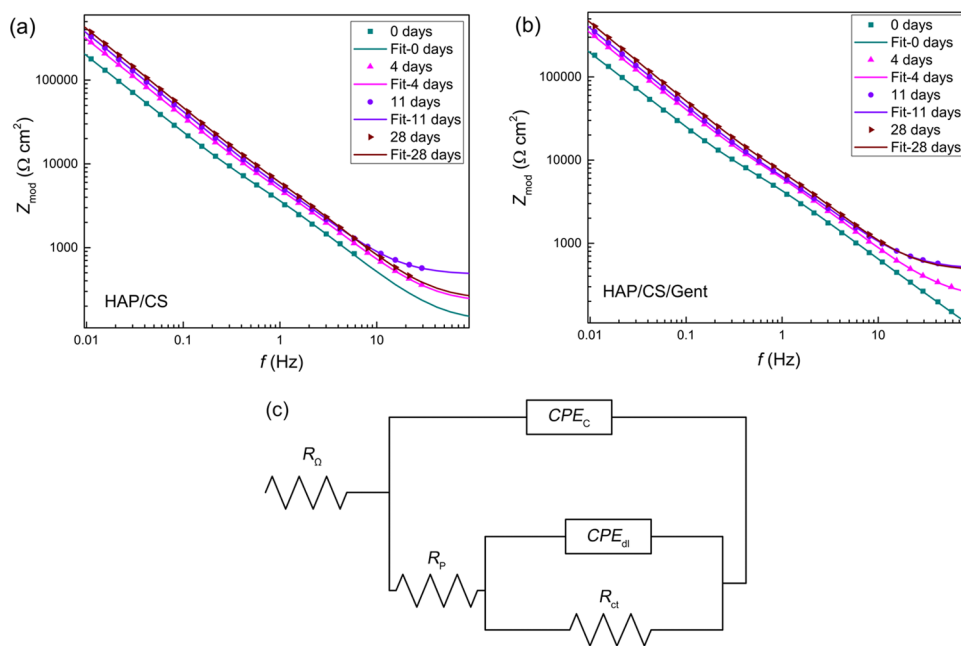 (a)
0 days
Fit-0 days
4 days
Fit-4 days
11 days
Fit-11 days
28 days
Fit-28 days
100000
10000
1000
Zmod (Ω cm2)
HAP/CS
0.01
0.1
1
10
f (Hz)
(b)
0 days
Fit-0 days
4 days
Fit-4 days
11 days
Fit-11 days
28 days
Fit-28 days
100000
10000
1000
Zmod (Ω cm2)
HAP/CS/Gent
0.01
0.1
1
10
f (Hz)
(c)
CPEC
RΩ
CPEdl
RP
Rct